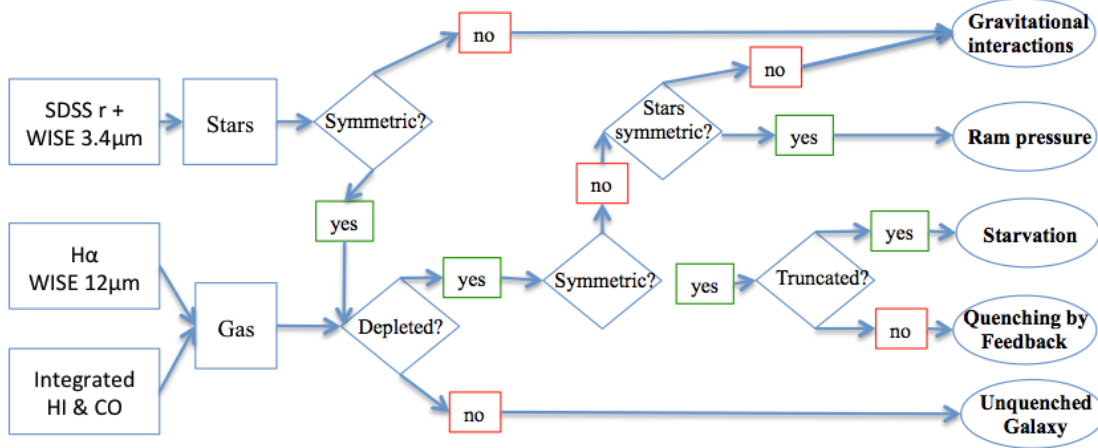 SDSS r +
WISE 3.4μm
Stars
Symmetric?
no
Gravitational
interactions
no
Stars
symmetric?
yes
Ram pressure
no
yes
Hα
WISE 12μm
Gas
Integrated
HI & CO
Depleted?
yes
Symmetric?
yes
Truncated?
yes
Starvation
no
Quenching by
Feedback
no
Unquenched
Galaxy